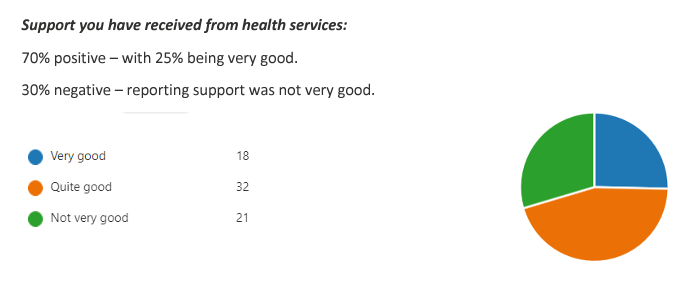 Support you have received from health services:
70% positive – with 25% being very good.
30% negative – reporting support was not very good.
Very good 18
Quite good 32
Not very good 21